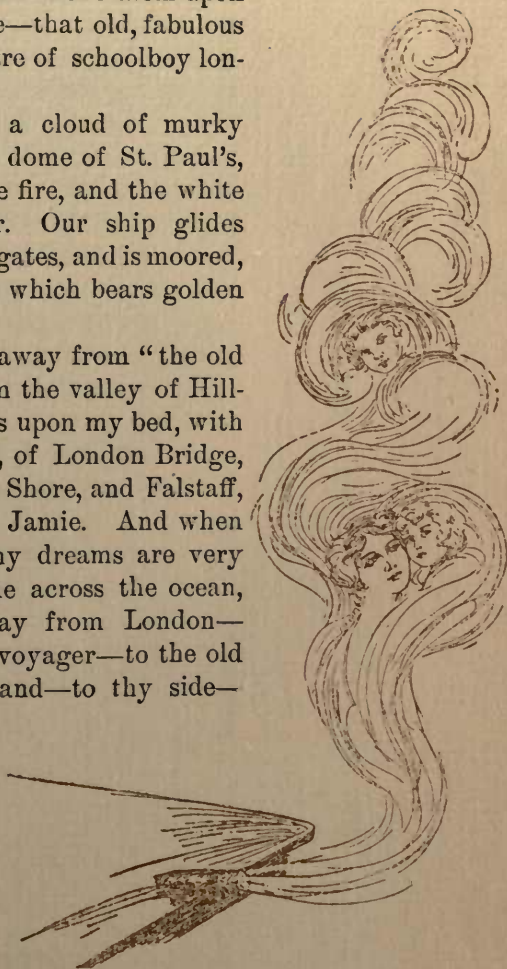 e—that old, fabulous
re of schoolboy lon-
a cloud of murky
dome of St. Paul's,
e fire, and the white
r. Our ship glides
gates, and is moored,
which bears golden
away from "the old
n the valley of Hill-
s upon my bed, with
, of London Bridge,
Shore, and Falstaff,
Jamie. And when
ny dreams are very
e across the ocean,
ay from London—
voyager—to the old
and—to thy side—